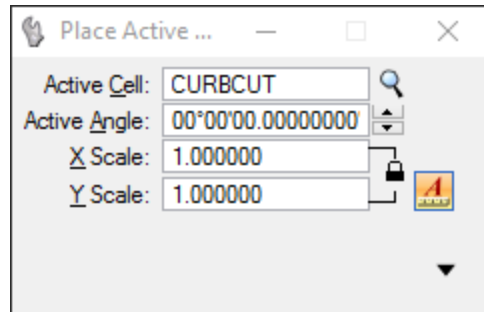 Place Active ...
Active Cell: CURBCUT
Active Angle: 00°00'00.00000000'
X Scale: 1.000000
Y Scale: 1.000000
A